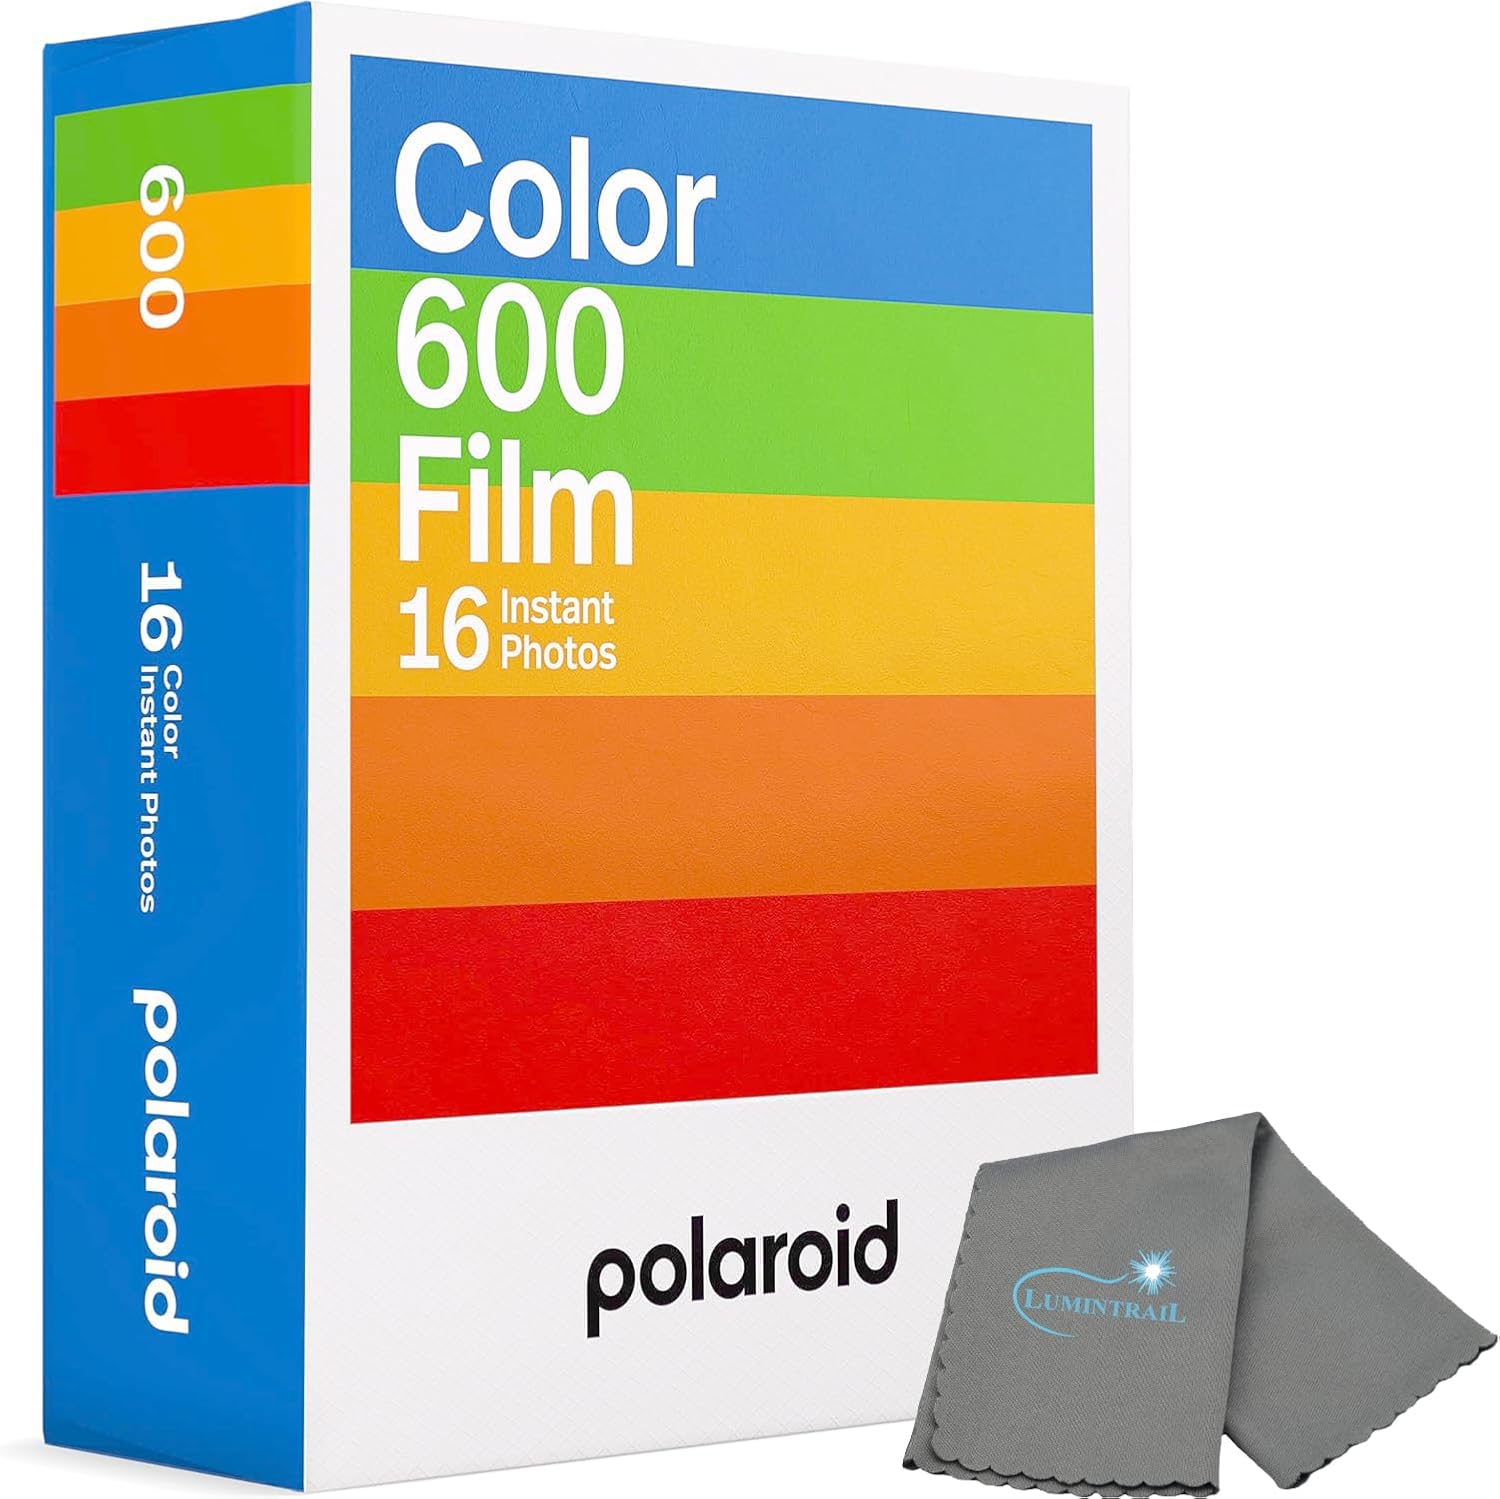 Color
600
Film
16 Instant
Photos
polaroid
600
16 Color
Instant Photos
polaroid
LUMINTRAIL